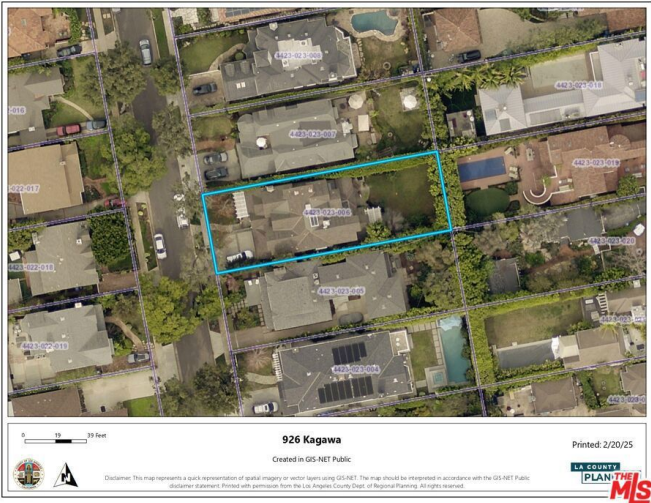 4423-023-008
4423-023-018
-016
4423-023-007
4423-023-019
-022-017
4423-023-006
4423-023-020
4423-022-018
4423-023-005
4423-022-019
4423-023-004
0 19 39 Feet
926 Kagawa
Created in GIS-NET Public
Printed: 2/20/25
Disclaimer: This map represents a quick representation of spatial imagery or vector layers using GIS-NET. The map should be interpreted in accordance with the GIS-NET Public
disclaimer statement. Printed with permission from the Los Angeles County Dept. of Regional Planning. All rights reserved.
LA COUNTY
PLAN
MLS